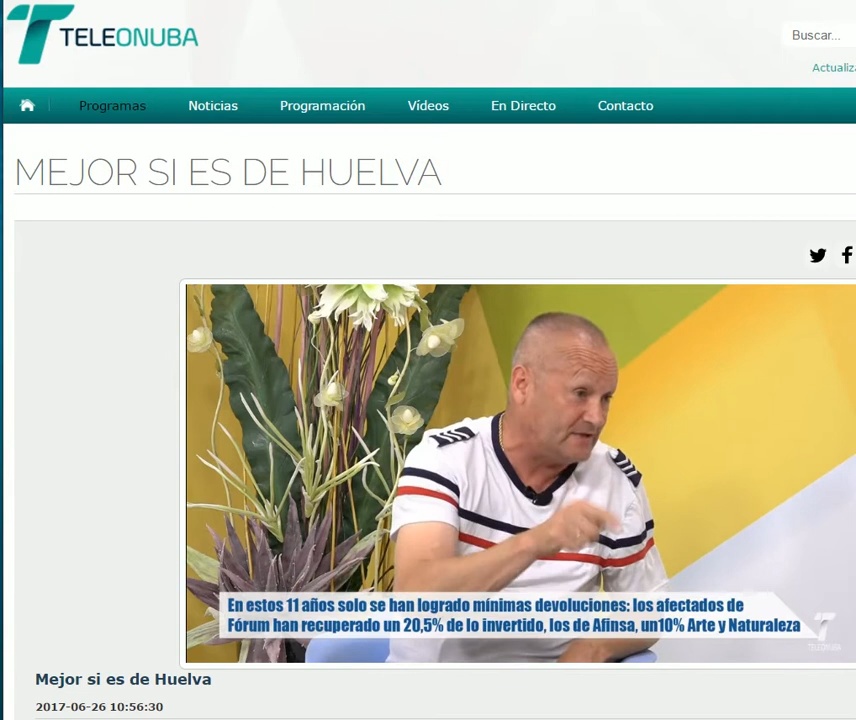 TELEONUBA
Buscar...
Programas Noticias Programación Vídeos En Directo Contacto
MEJOR SI ES DE HUELVA
En estos 11 años solo se han logrado mínimas devoluciones: los afectados de
Fórum han recuperado un 20,5% de lo invertido, los de Afinsa, un10% Arte y Naturaleza
TELEONUBA
Mejor si es de Huelva
2017-06-26 10:56:30